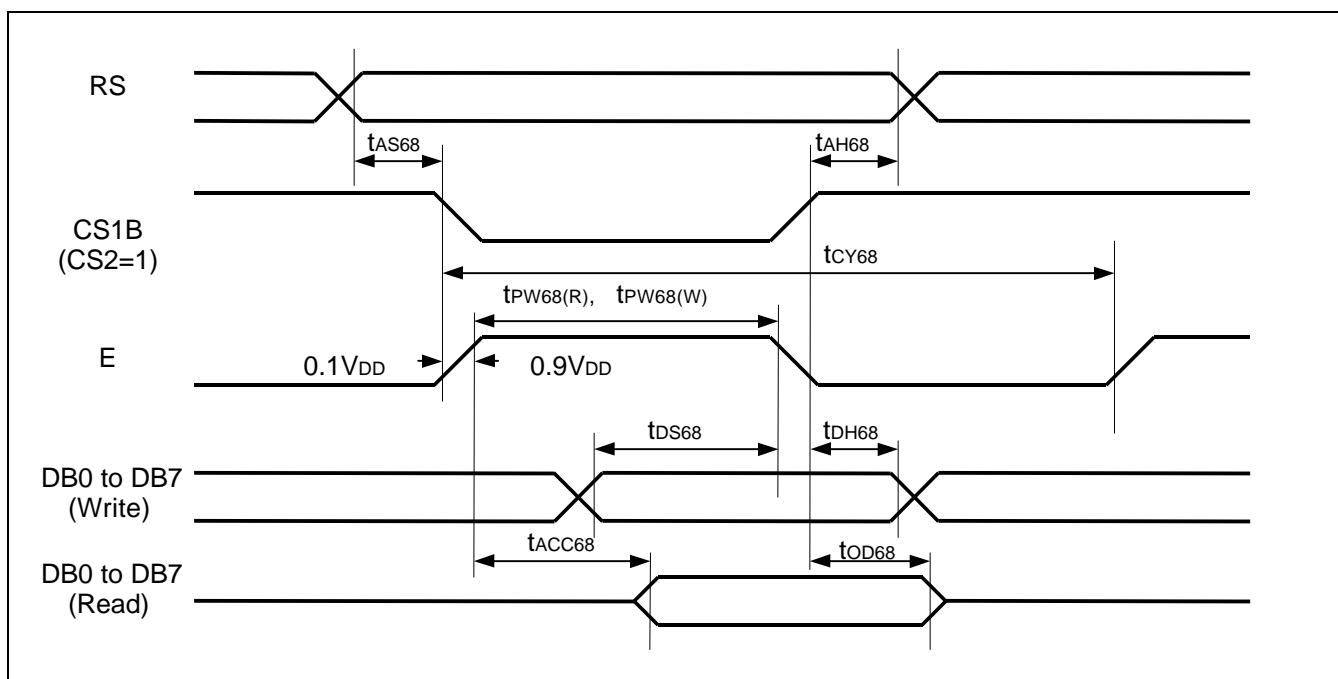 RS
tAS68
tAH68
CS1B
(CS2=1)
tCY68
tPW68(R), tPW68(W)
E
0.1VDD
0.9VDD
tDS68
tDH68
DB0 to DB7
(Write)
tACC68
tOD68
DB0 to DB7
(Read)